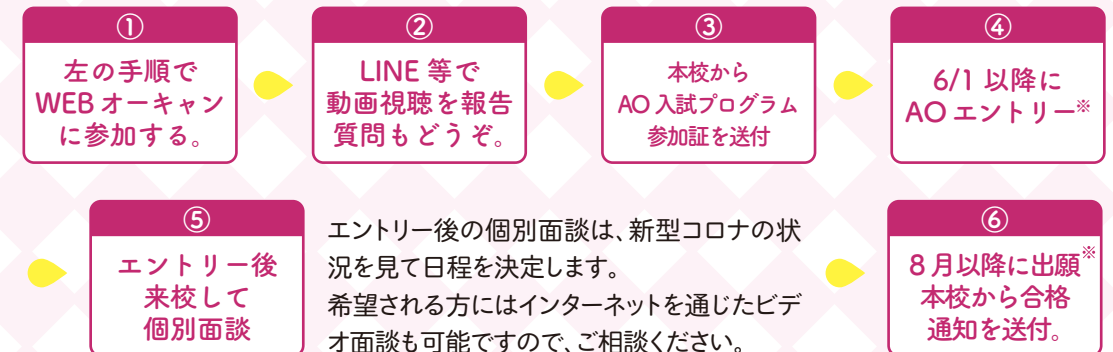 ①
左の手順で
WEBオーキャン
に参加する。
②
LINE 等で
動画視聴を報告
質問もどうぞ。
③
本校から
AO 入試プログラム
参加証を送付
④
6/1 以降に
AO エントリー※
⑤
エントリー後
来校して
個別面談
エントリー後の個別面談は、新型コロナの状
況を見て日程を決定します。
希望される方にはインターネットを通じたビデ
オ面談も可能ですので、ご相談ください。
⑥
8月以降に出願※
本校から合格
通知を送付。